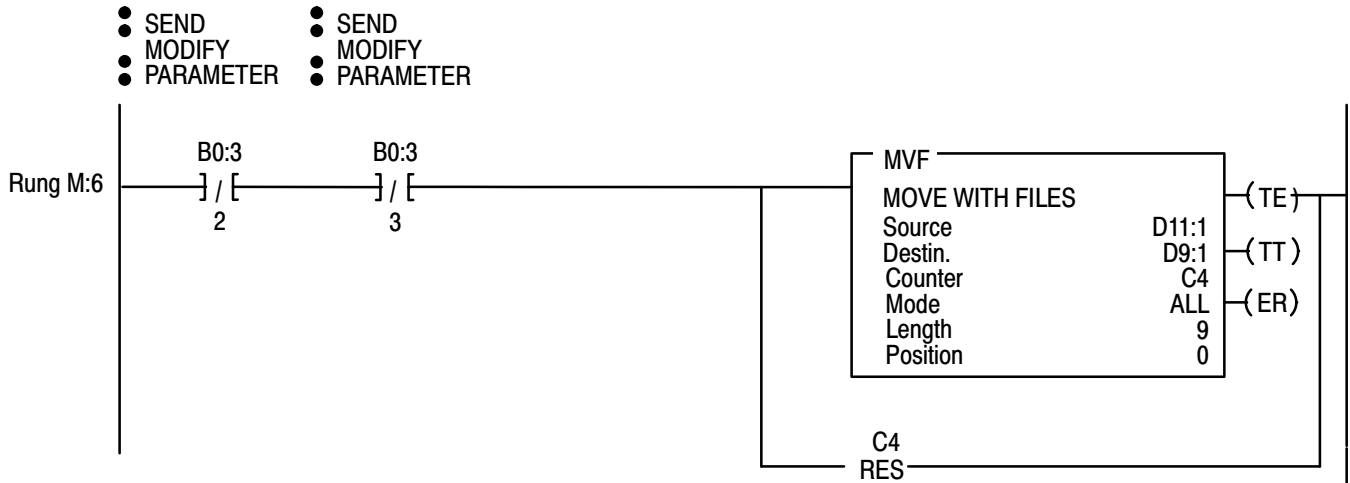 SEND SEND
MODIFY MODIFY
PARAMETER PARAMETER
Rung M:6
B0:3 B0:3
] / [ ] / [
2 3
MVF
MOVE WITH FILES (TE)
Source D11:1
Destin. D9:1 (TT)
Counter C4
Mode ALL (ER)
Length 9
Position 0
C4
RES